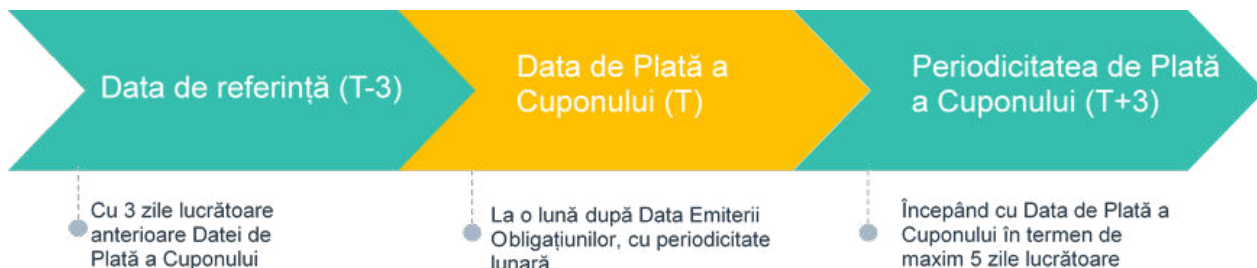 Data de referință (T-3)
Data de Plată a
Cuponului (T)
Periodicitatea de Plată
a Cuponului (T+3)
Cu 3 zile lucrătoare
anterioare Datei de
Plată a Cuponului
La o lună după Data Emiterii
Obligațiunilor, cu periodicitate
lunară
Începând cu Data de Plată a
Cuponului în termen de
maxim 5 zile lucrătoare